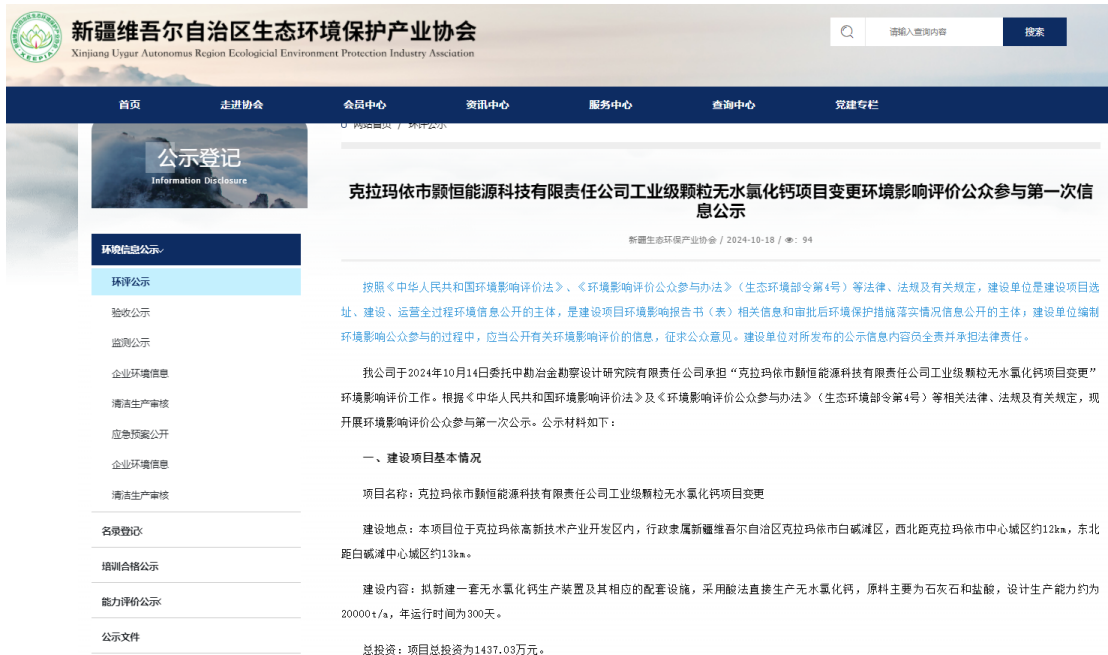 新疆维吾尔自治区生态环境保护产业协会
Xinjiang Uygur Autonomus Region Ecologicial Environment Protection Industry Assciation
XEEPIA
请输入查询内容
搜索
首页 走进协会 会员中心 资讯中心 服务中心 查询中心 党建专栏
网站首页 / 环评公示
公示登记
Information Disclosure
环境信息公示
环评公示
验收公示
监测公示
企业环境信息
清洁生产审核
应急预案公开
企业环境信息
清洁生产审核
名录登记
培训合格公示
能力评价公示
公示文件
克拉玛依市颢恒能源科技有限责任公司工业级颗粒无水氯化钙项目变更环境影响评价公众参与第一次信
息公示
新疆生态环保产业协会 / 2024-10-18 / : 94
按照《中华人民共和国环境影响评价法》、《环境影响评价公众参与办法》（生态环境部令第4号）等法律、法规及有关规定，建设单位是建设项目选
址、建设、运营全过程环境信息公开的主体，是建设项目环境影响报告书（表）相关信息和审批后环境保护措施落实情况信息公开的主体，建设单位编制
环境影响公众参与的过程中，应当公开有关环境影响评价的信息，征求公众意见。建设单位对所发布的公示信息内容员全责并承担法律责任。
我公司于2024年10月14日委托中勘冶金勘察设计研究院有限责任公司承担“克拉玛依市颢恒能源科技有限责任公司工业级颗粒无水氯化钙项目变更”
环境影响评价工作。根据《中华人民共和国环境影响评价法》及《环境影响评价公众参与办法》（生态环境部令第4号）等相关法律、法规及有关规定，现
开展环境影响评价公众参与第一次公示。公示材料如下：
一、建设项目基本情况
项目名称：克拉玛依市颢恒能源科技有限责任公司工业级颗粒无水氯化钙项目变更
建设地点：本项目位于克拉玛依高新技术产业开发区内，行政隶属新疆维吾尔自治区克拉玛依市白碱滩区，西北距克拉玛依市中心城区约12km，东北
距白碱滩中心城区约13km。
建设内容：拟新建一套无水氯化钙生产装置及其相应的配套设施，采用酸法直接生产无水氯化钙，原料主要为石灰石和盐酸，设计生产能力约为
20000t/a，年运行时间为300天。
总投资：项目总投资为1437.03万元。